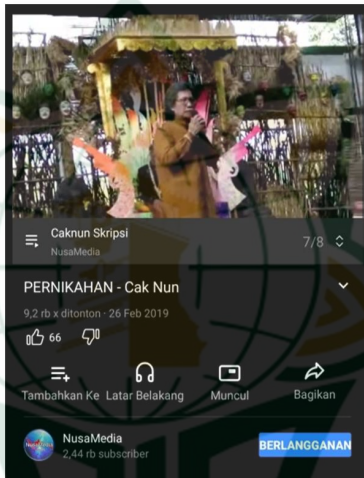 Caknun Skripsi
NusaMedia
7/8
PERNIKAHAN - Cak Nun
9,2 rb x ditonton · 26 Feb 2019
66
Tambahkan Ke Latar Belakang Muncul Bagikan
NusaMedia
2,44 rb subscriber
BERLANGGANAN